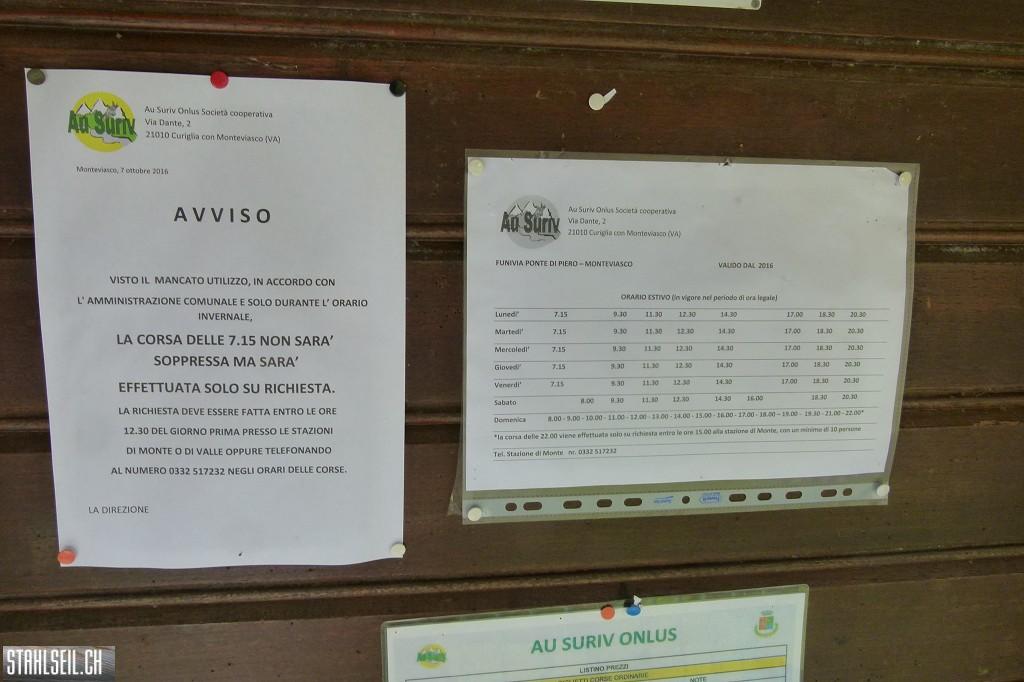 Au Suriv
Au Suriv Onlus Società cooperativa
Via Dante, 2
21010 Curiglia con Monteviasco (VA)
Monteviasco, 7 ottobre 2016
AVVISO
VISTO IL MANCATO UTILIZZO, IN ACCORDO CON
L' AMMINISTRAZIONE COMUNALE E SOLO DURANTE L' ORARIO
INVERNALE,
LA CORSA DELLE 7.15 NON SARA'
SOPPRESSA MA SARA'
EFFETTUATA SOLO SU RICHIESTA.
LA RICHIESTA DEVE ESSERE FATTA ENTRO LE ORE
12.30 DEL GIORNO PRIMA PRESSO LE STAZIONI
DI MONTE O DI VALLE OPPURE TELEFONANDO
AL NUMERO 0332 517232 NEGLI ORARI DELLE CORSE.
LA DIREZIONE
Au Suriv
Au Suriv Onlus Società cooperativa
Via Dante, 2
21010 Curiglia con Monteviasco (VA)
FUNIVIA PONTE DI PIERO – MONTEVIASCO VALIDO DAL 2016
ORARIO ESTIVO (in vigore nel periodo di ora legale)
Lunedi' 7.15 9.30 11.30 12.30 14.30 17.00 18.30 20.30
Martedi' 7.15 9.30 11.30 12.30 14.30 17.00 18.30 20.30
Mercoledi' 7.15 9.30 11.30 12.30 14.30 17.00 18.30 20.30
Giovedi' 7.15 9.30 11.30 12.30 14.30 17.00 18.30 20.30
Venerdi' 7.15 9.30 11.30 12.30 14.30 17.00 18.30 20.30
Sabato 8.00 9.30 11.30 12.30 14.30 16.00 18.30 20.30
Domenica 8.00 - 9.00 - 10.00 - 11.00 - 12.00 - 13.00 - 14.00 - 15.00 - 16.00 - 17.00 - 18.00 – 19.00 - 19.30 - 21.00 - 22.00*
*la corsa delle 22.00 viene effettuata solo su richiesta entro le ore 15.00 alla stazione di Monte, con un minimo di 10 persone
Tel. Stazione di Monte nr. 0332 517232
AU SURIV ONLUS
LISTINO PREZZI
BIGLIETTI CORSE ORDINARIE
NOTE
STAHLSEIL.CH